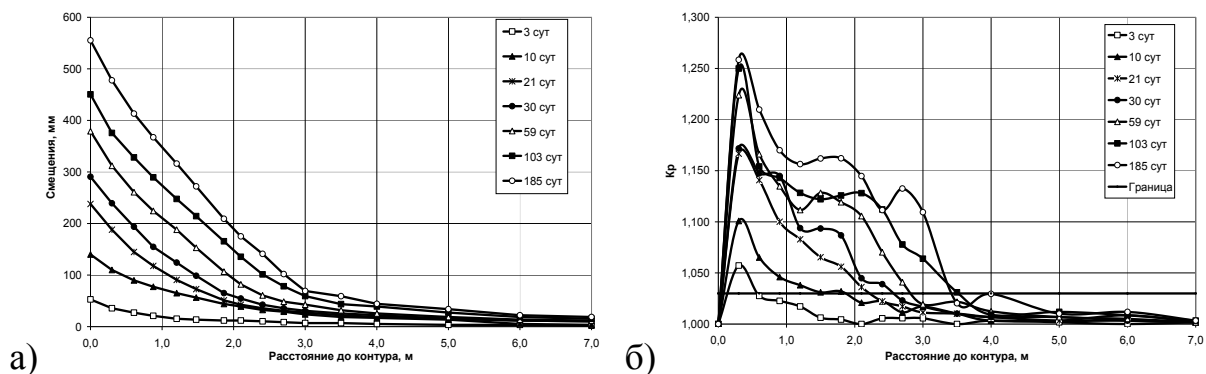 600
500
400
300
200
100
0
Смещения, мм
0,0 1,0 2,0 3,0 4,0 5,0 6,0 7,0
Расстояние до контура, м
3 сут
10 сут
21 сут
30 сут
59 сут
103 сут
185 сут
а)
1,300
1,250
1,200
1,150
1,100
1,050
1,000
Кр
0,0 1,0 2,0 3,0 4,0 5,0 6,0 7,0
Расстояние до контура, м
3 сут
10 сут
21 сут
30 сут
59 сут
103 сут
185 сут
Граница
б)